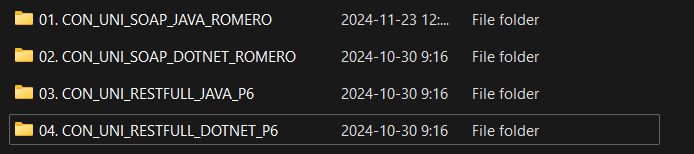 01. CON_UNI_SOAP_JAVA_ROMERO 2024-11-23 12:... File folder
02. CON_UNI_SOAP_DOTNET_ROMERO 2024-10-30 9:16 File folder
03. CON_UNI_RESTFULL_JAVA_P6 2024-10-30 9:16 File folder
04. CON_UNI_RESTFULL_DOTNET_P6 2024-10-30 9:16 File folder